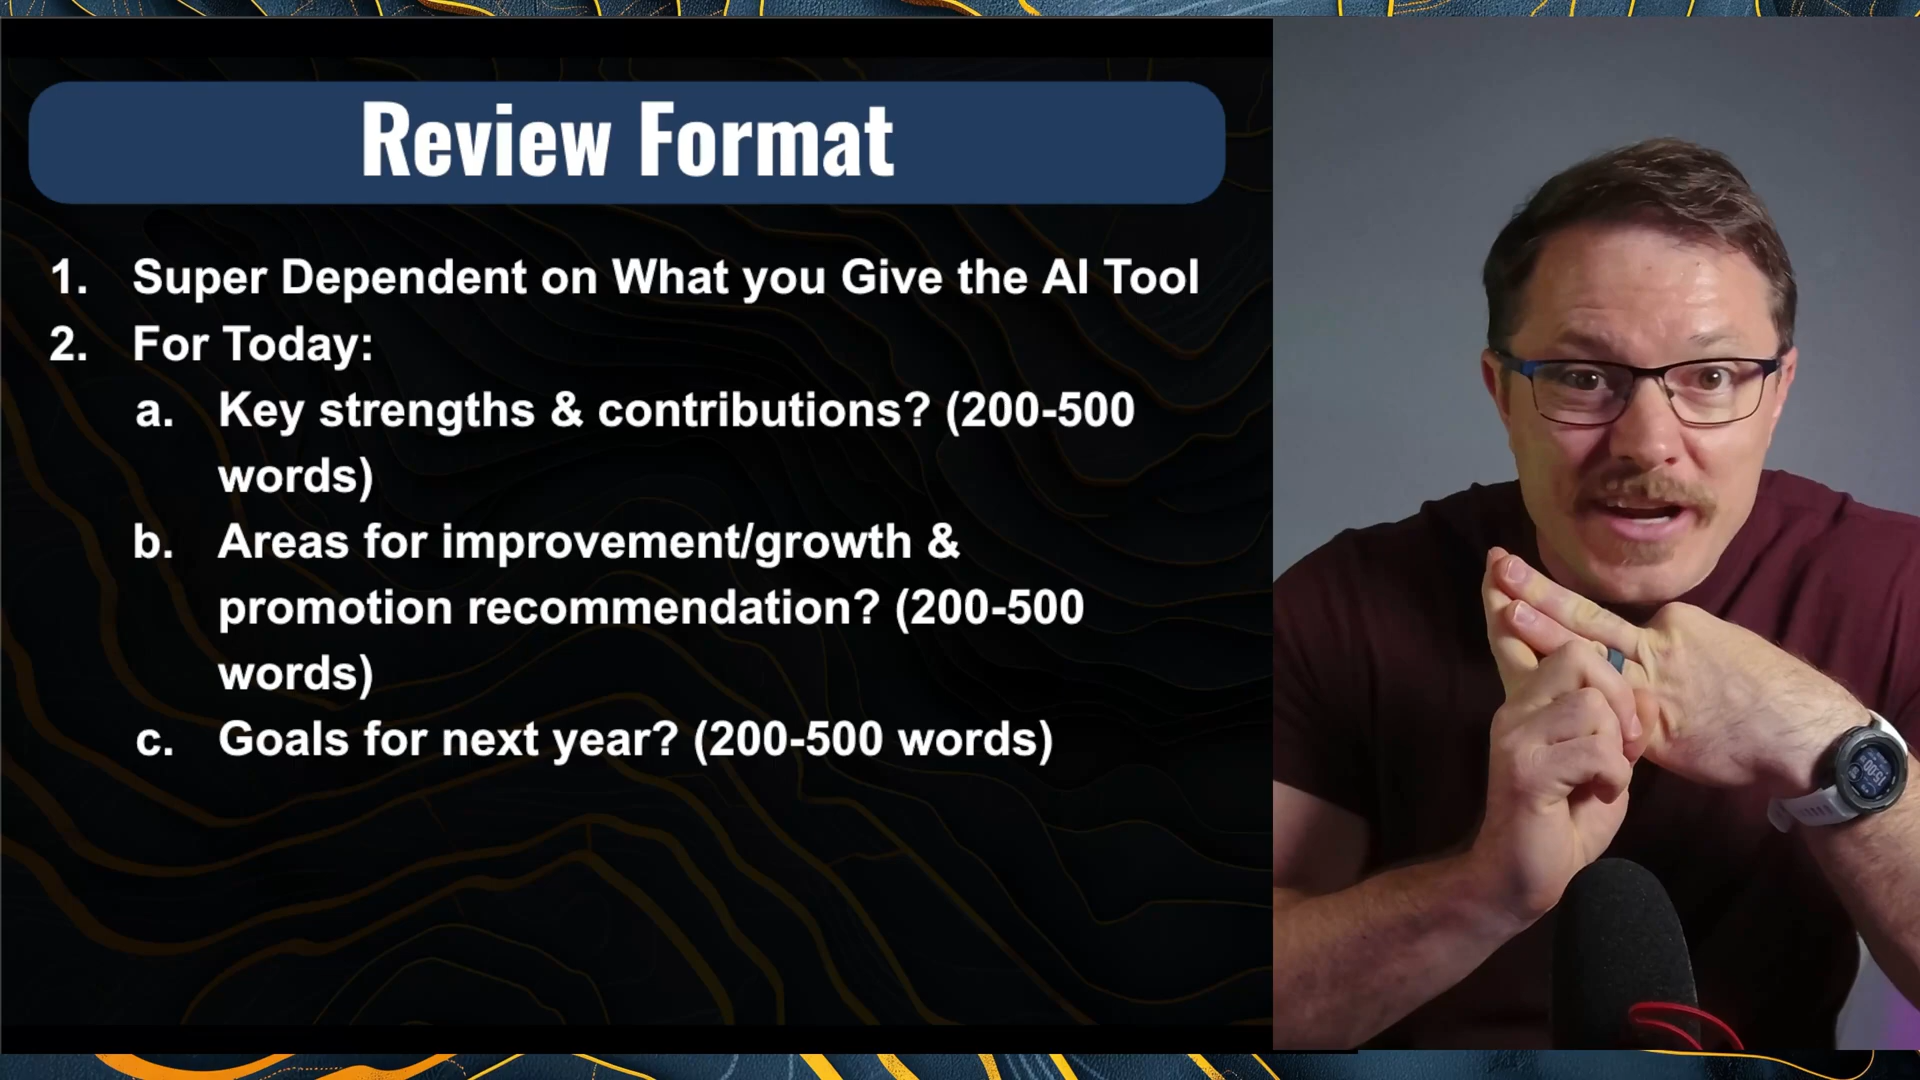 Review Format
1. Super Dependent on What you Give the AI Tool
2. For Today:
a. Key strengths & contributions? (200-500
words)
b. Areas for improvement/growth &
promotion recommendation? (200-500
words)
c. Goals for next year? (200-500 words)